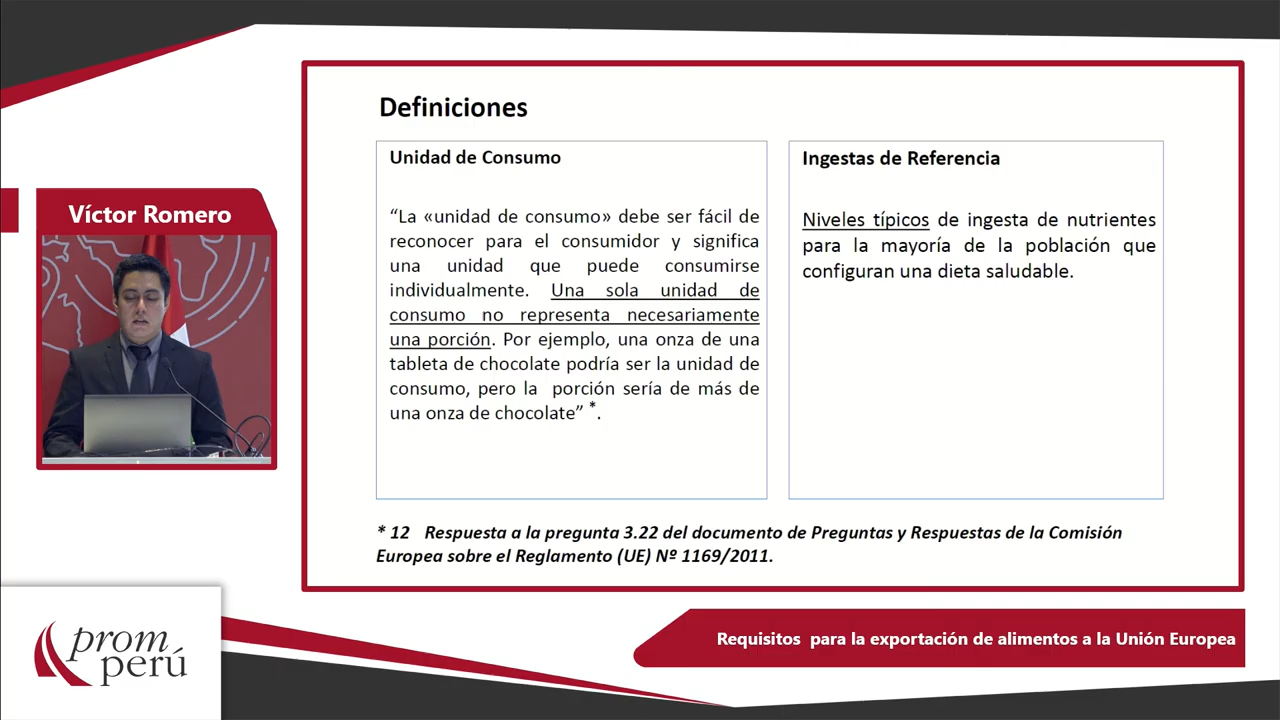 Definiciones
Víctor Romero
Unidad de Consumo
“La «unidad de consumo» debe ser fácil de
reconocer para el consumidor y significa
una unidad que puede consumirse
individualmente. Una sola unidad de
consumo no representa necesariamente
una porción. Por ejemplo, una onza de una
tableta de chocolate podría ser la unidad de
consumo, pero la porción sería de más de
una onza de chocolate” *.
Ingestas de Referencia
Niveles típicos de ingesta de nutrientes
para la mayoría de la población que
configuran una dieta saludable.
* 12 Respuesta a la pregunta 3.22 del documento de Preguntas y Respuestas de la Comisión
Europea sobre el Reglamento (UE) Nº 1169/2011.
prom
perú
Requisitos para la exportación de alimentos a la Unión Europea